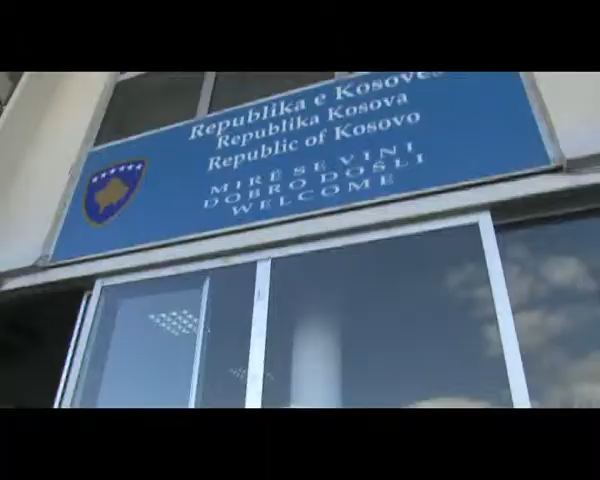 Republika e Kosovës
Republika Kosova
Republic of Kosovo
MIRË SE VINI
DOBRO DOŠLI
WELCOME